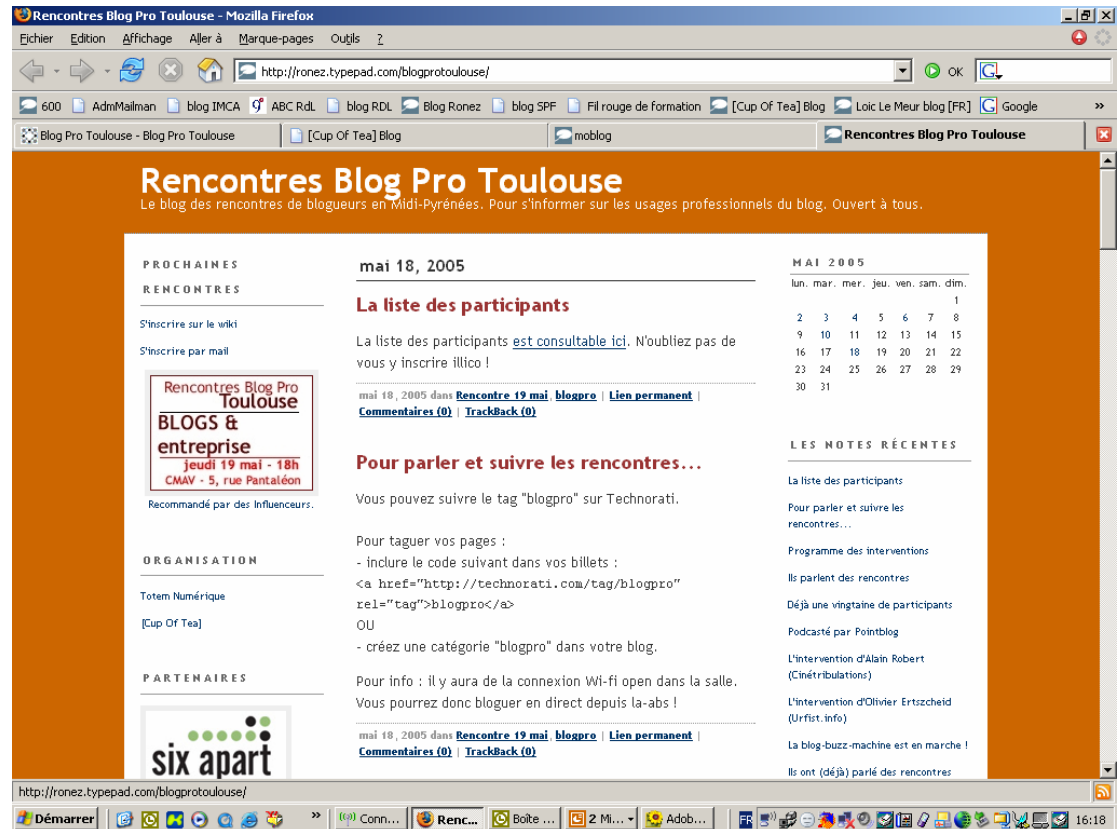 Rencontres Blog Pro Toulouse - Mozilla Firefox
Fichier Edition Affichage Aller à Marque-pages Outils ?
http://ronez.typepad.com/blogprotoulouse/ OK G
600 AdmMailman blog IMCA ABC RdL blog RDL Blog Ronez blog SPF Fil rouge de formation [Cup Of Tea] Blog Loic Le Meur blog [FR] Google »
Blog Pro Toulouse - Blog Pro Toulouse [Cup Of Tea] Blog moblog Rencontres Blog Pro Toulouse
Rencontres Blog Pro Toulouse
Le blog des rencontres de blogueurs en Midi-Pyrénées. Pour s'informer sur les usages professionnels du blog. Ouvert à tous.
PROCHAINES
RENCONTRES
S'inscrire sur le wiki
S'inscrire par mail
Rencontres Blog Pro
Toulouse
BLOGS &
entreprise
jeudi 19 mai - 18h
CMAV - 5, rue Pantaléon
Recommandé par des Influenceurs.
ORGANISATION
Totem Numérique
[Cup Of Tea]
PARTENAIRES
six apart
mai 18, 2005
La liste des participants
La liste des participants est consultable ici. N'oubliez pas de
vous y inscrire illico !
mai 18, 2005 dans Rencontre 19 mai, blogpro | Lien permanent |
Commentaires (0) | TrackBack (0)
Pour parler et suivre les rencontres...
Vous pouvez suivre le tag "blogpro" sur Technorati.
Pour taguer vos pages :
- inclure le code suivant dans vos billets :
<a href="http://technorati.com/tag/blogpro"
rel="tag">blogpro</a>
OU
- créez une catégorie "blogpro" dans votre blog.
Pour info : il y aura de la connexion Wi-fi open dans la salle.
Vous pourrez donc bloguer en direct depuis la-abs !
mai 18, 2005 dans Rencontre 19 mai, blogpro | Lien permanent |
Commentaires (0) | TrackBack (0)
MAI 2005
lun. mar. mer. jeu. ven. sam. dim.
1
2 3 4 5 6 7 8
9 10 11 12 13 14 15
16 17 18 19 20 21 22
23 24 25 26 27 28 29
30 31
LES NOTES RÉCENTES
La liste des participants
Pour parler et suivre les
rencontres...
Programme des interventions
Ils parlent des rencontres
Déjà une vingtaine de participants
Podcasté par Pointblog
L'intervention d'Alain Robert
(Cinétribulations)
L'intervention d'Olivier Ertszcheid
(Urfist.info)
La blog-buzz-machine est en marche !
Ils ont (déjà) parlé des rencontres
http://ronez.typepad.com/blogprotoulouse/
Démarrer » Conn... Renc... Boîte ... 2 Mi... Adob... FR 16:18